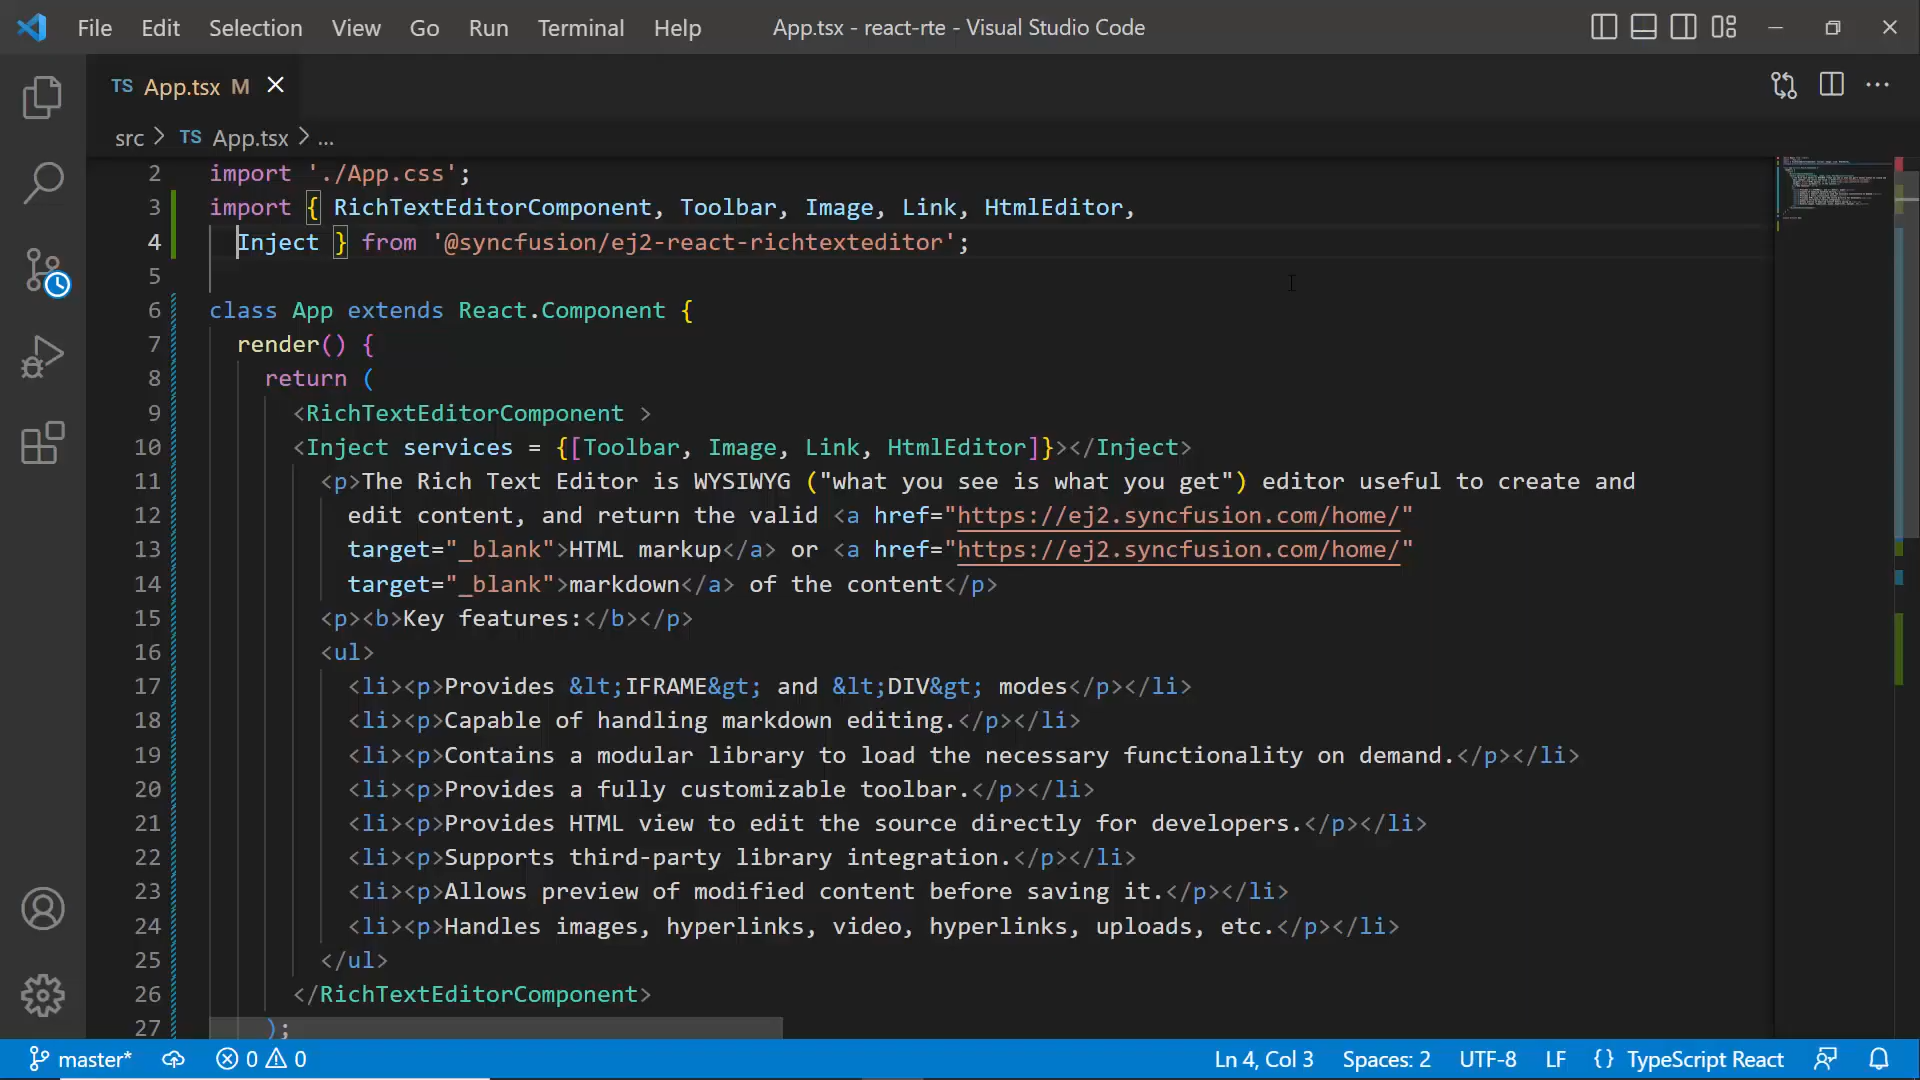 File Edit Selection View Go Run Terminal Help App.tsx - react-rte - Visual Studio Code
TS App.tsx M
src > TS App.tsx > ...
2 import './App.css';
3 import { RichTextEditorComponent, Toolbar, Image, Link, HtmlEditor,
4 Inject } from '@syncfusion/ej2-react-richtexteditor';
5
6 class App extends React.Component {
7 render() {
8 return (
9 <RichTextEditorComponent >
10 <Inject services = {[Toolbar, Image, Link, HtmlEditor]}></Inject>
11 <p>The Rich Text Editor is WYSIWYG ("what you see is what you get") editor useful to create and
12 edit content, and return the valid <a href="https://ej2.syncfusion.com/home/"
13 target="_blank">HTML markup</a> or <a href="https://ej2.syncfusion.com/home/"
14 target="_blank">markdown</a> of the content</p>
15 <p><b>Key features:</b></p>
16 <ul>
17 <li><p>Provides &lt;IFRAME&gt; and &lt;DIV&gt; modes</p></li>
18 <li><p>Capable of handling markdown editing.</p></li>
19 <li><p>Contains a modular library to load the necessary functionality on demand.</p></li>
20 <li><p>Provides a fully customizable toolbar.</p></li>
21 <li><p>Provides HTML view to edit the source directly for developers.</p></li>
22 <li><p>Supports third-party library integration.</p></li>
23 <li><p>Allows preview of modified content before saving it.</p></li>
24 <li><p>Handles images, hyperlinks, video, hyperlinks, uploads, etc.</p></li>
25 </ul>
26 </RichTextEditorComponent>
27 );
master* 0 0 Ln 4, Col 3 Spaces: 2 UTF-8 LF {} TypeScript React